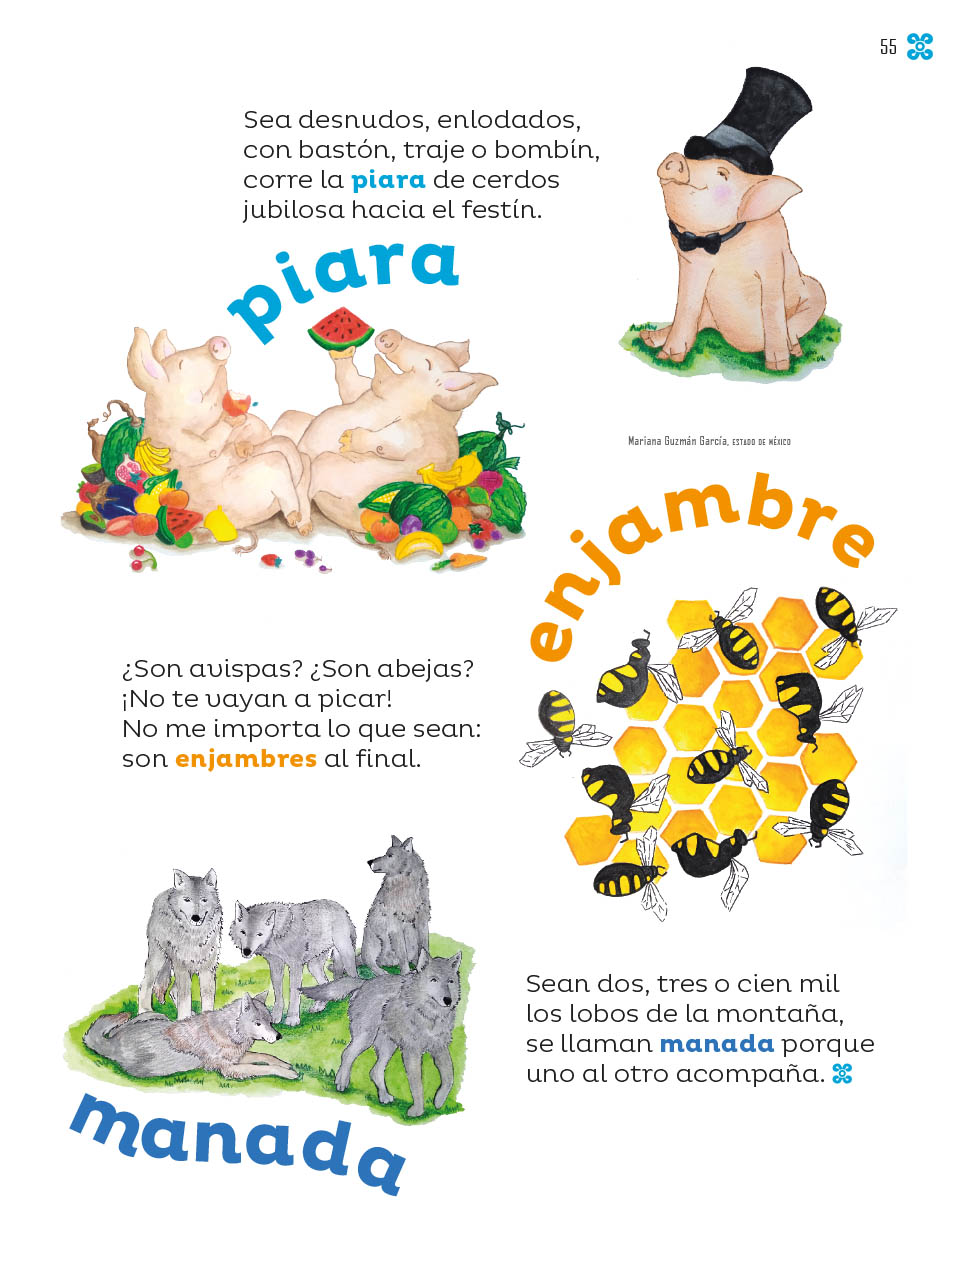 55
Sea desnudos, enlodados,
con bastón, traje o bombín,
corre la piara de cerdos
jubilosa hacia el festín.
piara
Mariana Guzmán García, ESTADO DE MÉXICO
enjambre
¿Son avispas? ¿Son abejas?
¡No te vayan a picar!
No me importa lo que sean:
son enjambres al final.
Sean dos, tres o cien mil
los lobos de la montaña,
se llaman manada porque
uno al otro acompaña.
manada